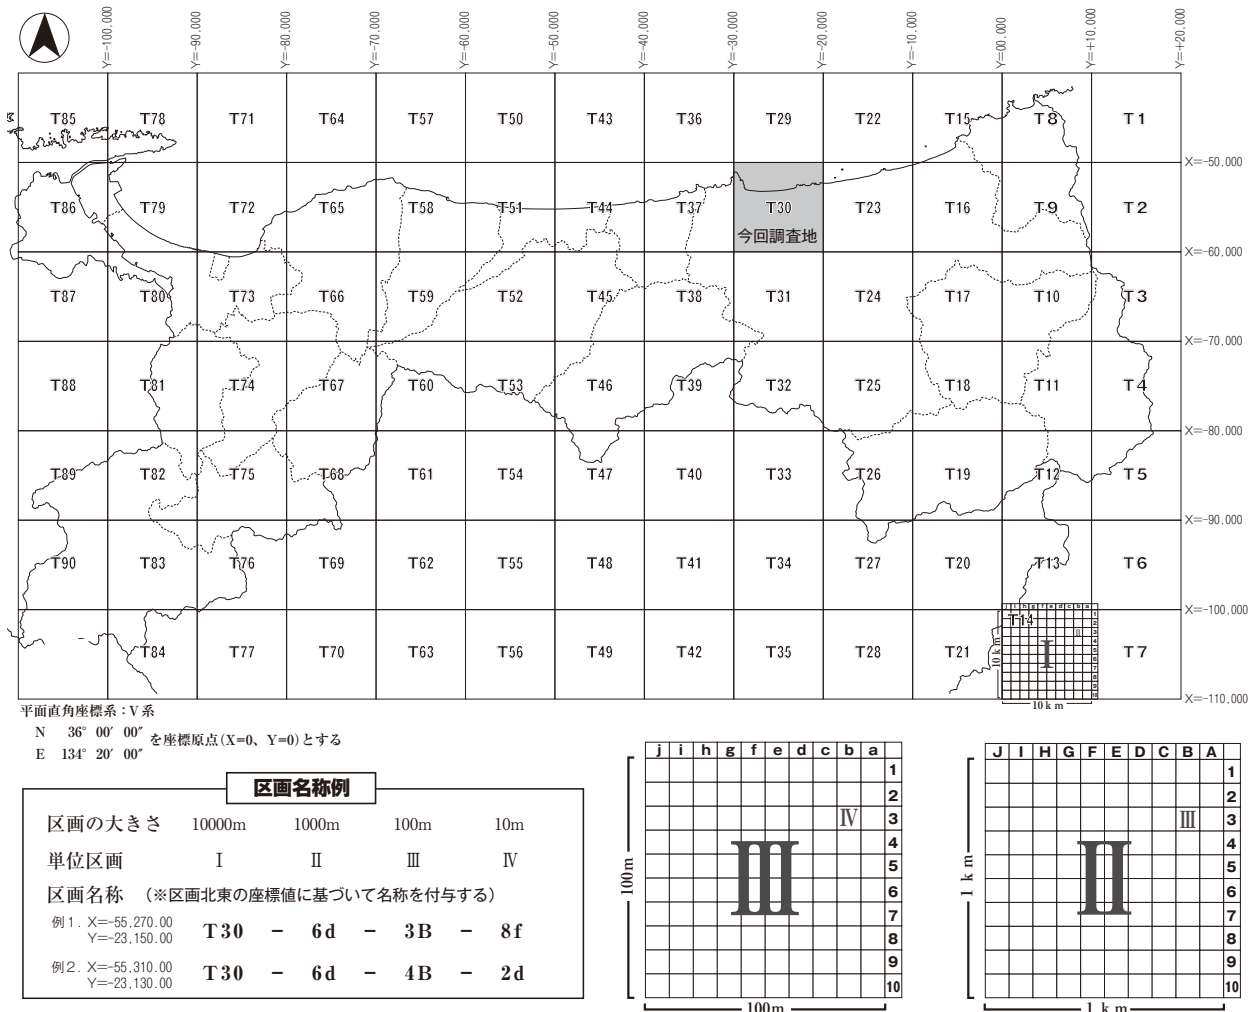 Y=-100.000 Y=-90.000 Y=-80.000 Y=-70.000 Y=-60.000 Y=-50.000 Y=-40.000 Y=-30.000 Y=-20.000 Y=-10.000 Y=00.000 Y=+10.000 Y=+20.000
T85 T78 T71 T64 T57 T50 T43 T36 T29 T22 T15 T8 T1
X=-50.000
T86 T79 T72 T65 T58 T51 T44 T37 T30 T23 T16 T9 T2
今回調査地
X=-60.000
T87 T80 T73 T66 T59 T52 T45 T38 T31 T24 T17 T10 T3
X=-70.000
T88 T81 T74 T67 T60 T53 T46 T39 T32 T25 T18 T11 T4
X=-80.000
T89 T82 T75 T68 T61 T54 T47 T40 T33 T26 T19 T12 T5
X=-90.000
T90 T83 T76 T69 T62 T55 T48 T41 T34 T27 T20 T13 T6
X=-100.000
j i h g f e d c b a
1
T14
2
3 Ⅱ
4
5
6
7
8
9
10
T84 T77 T70 T63 T56 T49 T42 T35 T28 T21 Ⅰ T7
10km
10km
X=-110.000
平面直角座標系：Ⅴ系
N 36° 00′ 00″
E 134° 20′ 00″
を座標原点(X=0、Y=0)とする
区画名称例
区画の大きさ 10000m 1000m 100m 10m
単位区画 Ⅰ Ⅱ Ⅲ Ⅳ
区画名称 （※区画北東の座標値に基づいて名称を付与する）
例1. X=-55,270.00
Y=-23,150.00
T30 − 6d − 3B − 8f
例2. X=-55,310.00
Y=-23,130.00
T30 − 6d − 4B − 2d
j i h g f e d c b a
1
2
3
Ⅳ
4
5
6
7
8
9
10
Ⅲ
100m
100m
J I H G F E D C B A
1
2
3
Ⅲ
4
5
6
7
8
9
10
Ⅱ
1km
1km